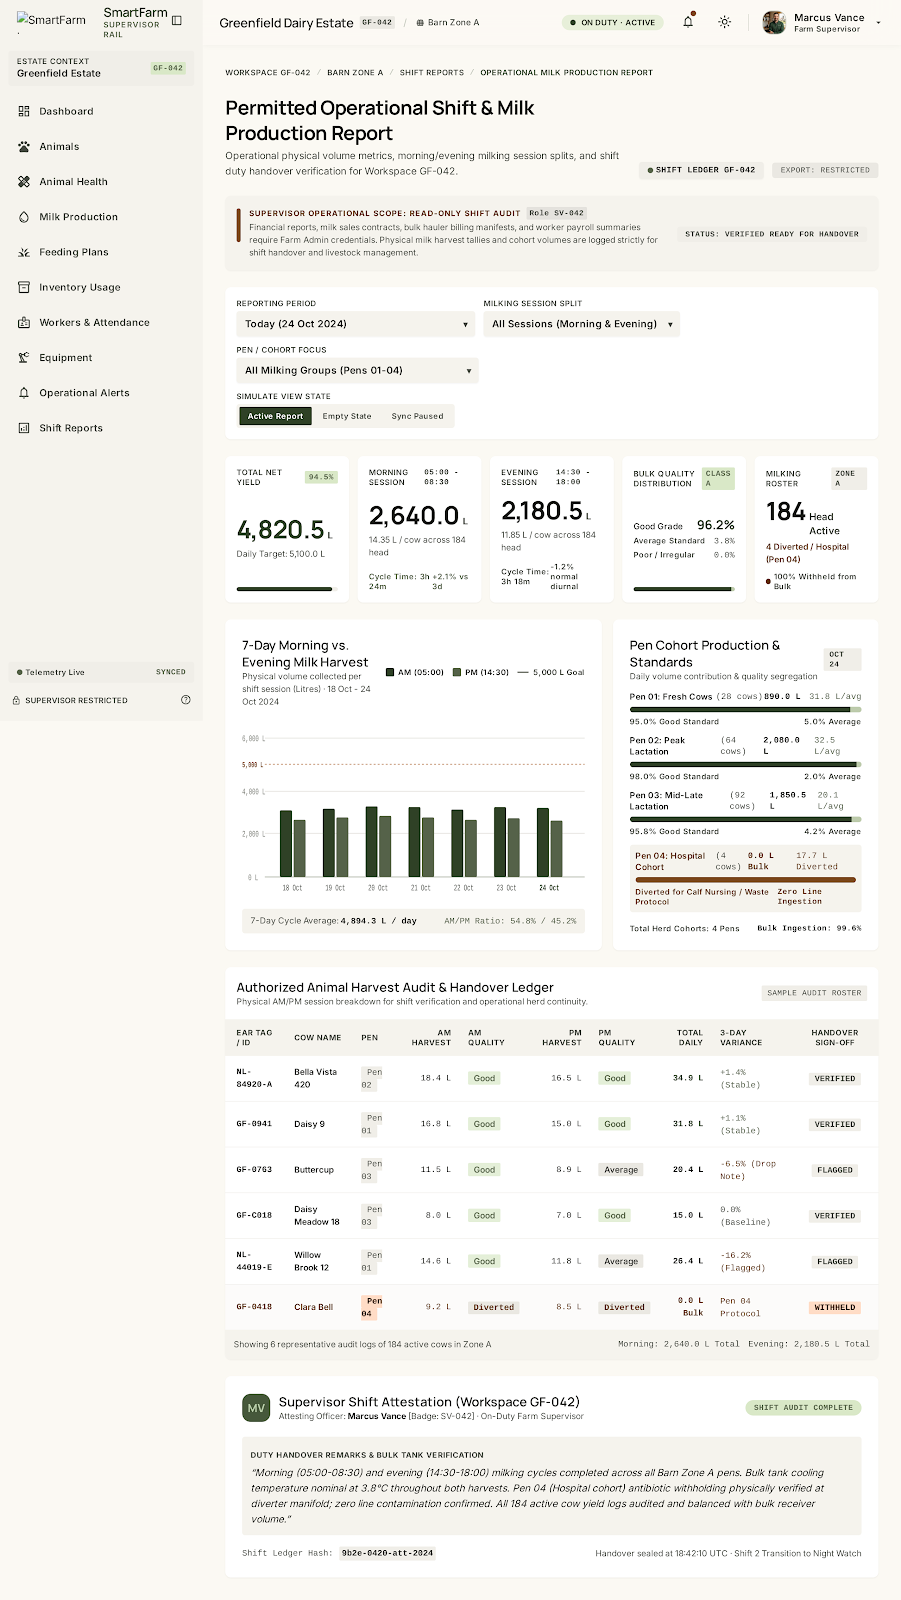 SmartFarm
SmartFarm
SUPERVISOR
RAIL
ESTATE CONTEXT
Greenfield Estate
GF-042
Dashboard
Animals
Animal Health
Milk Production
Feeding Plans
Inventory Usage
Workers & Attendance
Equipment
Operational Alerts
Shift Reports
Telemetry Live
SYNCED
SUPERVISOR RESTRICTED
Greenfield Dairy Estate GF-042 / Barn Zone A
ON DUTY · ACTIVE
Marcus Vance
Farm Supervisor
WORKSPACE GF-042 / BARN ZONE A / SHIFT REPORTS / OPERATIONAL MILK PRODUCTION REPORT
Permitted Operational Shift & Milk
Production Report
Operational physical volume metrics, morning/evening milking session splits, and shift
duty handover verification for Workspace GF-042.
SHIFT LEDGER GF-042
EXPORT: RESTRICTED
SUPERVISOR OPERATIONAL SCOPE: READ-ONLY SHIFT AUDIT Role SV-042
Financial reports, milk sales contracts, bulk hauler billing manifests, and worker payroll summaries
require Farm Admin credentials. Physical milk harvest tallies and cohort volumes are logged strictly for
shift handover and livestock management.
STATUS: VERIFIED READY FOR HANDOVER
REPORTING PERIOD
Today (24 Oct 2024)
MILKING SESSION SPLIT
All Sessions (Morning & Evening)
PEN / COHORT FOCUS
All Milking Groups (Pens 01-04)
SIMULATE VIEW STATE
Active Report Empty State Sync Paused
TOTAL NET
YIELD
94.5%
4,820.5 L
Daily Target: 5,100.0 L
MORNING
SESSION
05:00 -
08:30
2,640.0 L
14.35 L / cow across 184
head
Cycle Time: 3h
24m
+2.1% vs
3d
EVENING
SESSION
14:30 -
18:00
2,180.5 L
11.85 L / cow across 184
head
Cycle Time:
3h 18m
-1.2%
normal
diurnal
BULK QUALITY
DISTRIBUTION
CLASS
A
Good Grade 96.2%
Average Standard 3.8%
Poor / Irregular 0.0%
MILKING
ROSTER
ZONE
A
184 Head
Active
4 Diverted / Hospital
(Pen 04)
100% Withheld from
Bulk
7-Day Morning vs.
Evening Milk Harvest
Physical volume collected per
shift session (Litres) · 18 Oct - 24
Oct 2024
AM (05:00)
PM (14:30)
5,000 L Goal
6,000 L
5,000 L
4,000 L
2,000 L
0 L
18 Oct 19 Oct 20 Oct 21 Oct 22 Oct 23 Oct 24 Oct
7-Day Cycle Average: 4,894.3 L / day
AM/PM Ratio: 54.8% / 45.2%
Pen Cohort Production &
Standards
Daily volume contribution & quality segregation
OCT
24
Pen 01: Fresh Cows (28 cows) 890.0 L 31.8 L/avg
95.0% Good Standard 5.0% Average
Pen 02: Peak
Lactation
(64
cows)
2,080.0
L
32.5
L/avg
98.0% Good Standard 2.0% Average
Pen 03: Mid-Late
Lactation
(92
cows)
1,850.5
L
20.1
L/avg
95.8% Good Standard 4.2% Average
Pen 04: Hospital
Cohort
(4
cows)
0.0 L
Bulk
17.7 L
Diverted
Diverted for Calf Nursing / Waste
Protocol
Zero Line
Ingestion
Total Herd Cohorts: 4 Pens
Bulk Ingestion: 99.6%
Authorized Animal Harvest Audit & Handover Ledger
Physical AM/PM session breakdown for shift verification and operational herd continuity.
SAMPLE AUDIT ROSTER
EAR TAG
/ ID
COW NAME
PEN
AM
HARVEST
AM
QUALITY
PM
HARVEST
PM
QUALITY
TOTAL
DAILY
3-DAY
VARIANCE
HANDOVER
SIGN-OFF
NL-
84920-A
Bella Vista
420
Pen
02
18.4 L
Good
16.5 L
Good
34.9 L
+1.4%
(Stable)
VERIFIED
GF-0941
Daisy 9
Pen
01
16.8 L
Good
15.0 L
Good
31.8 L
+1.1%
(Stable)
VERIFIED
GF-0763
Buttercup
Pen
03
11.5 L
Good
8.9 L
Average
20.4 L
-6.5% (Drop
Note)
FLAGGED
GF-C018
Daisy
Meadow 18
Pen
03
8.0 L
Good
7.0 L
Good
15.0 L
0.0%
(Baseline)
VERIFIED
NL-
44019-E
Willow
Brook 12
Pen
01
14.6 L
Good
11.8 L
Average
26.4 L
-16.2%
(Flagged)
FLAGGED
GF-0418
Clara Bell
Pen
04
9.2 L
Diverted
8.5 L
Diverted
0.0 L
Bulk
Pen 04
Protocol
WITHHELD
Showing 6 representative audit logs of 184 active cows in Zone A
Morning: 2,640.0 L Total Evening: 2,180.5 L Total
MV
Supervisor Shift Attestation (Workspace GF-042)
Attesting Officer: Marcus Vance [Badge: SV-042] · On-Duty Farm Supervisor
SHIFT AUDIT COMPLETE
DUTY HANDOVER REMARKS & BULK TANK VERIFICATION
"Morning (05:00-08:30) and evening (14:30-18:00) milking cycles completed across all Barn Zone A pens. Bulk tank cooling
temperature nominal at 3.8°C throughout both harvests. Pen 04 (Hospital cohort) antibiotic withholding physically verified at
diverter manifold; zero line contamination confirmed. All 184 active cow yield logs audited and balanced with bulk receiver
volume."
Shift Ledger Hash: 9b2e-0420-att-2024
Handover sealed at 18:42:10 UTC · Shift 2 Transition to Night Watch